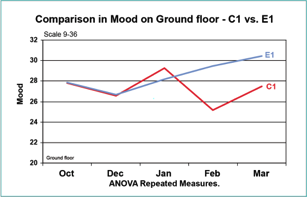 Comparison in Mood on Ground floor - C1 vs. E1
Scale 9-36
32
30
28
26
24
22
20
Mood
E1
C1
Ground floor
Oct Dec Jan Feb Mar
ANOVA Repeated Measures.